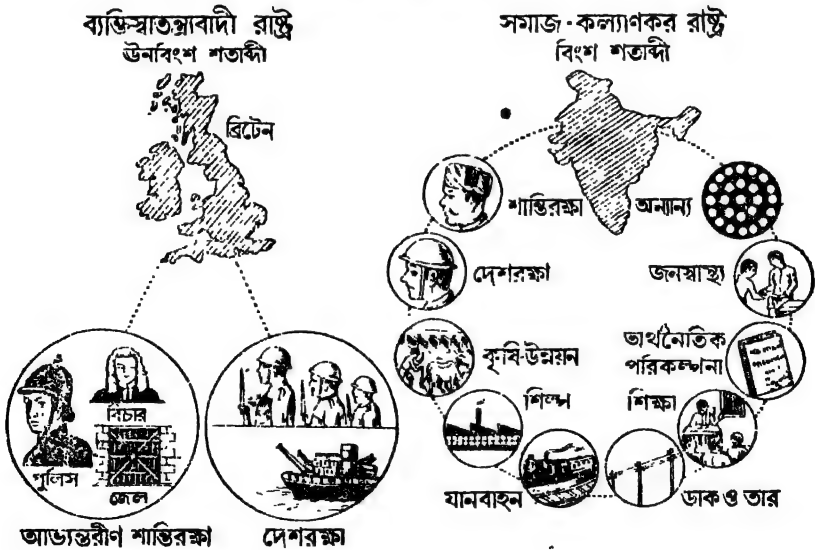 ব্যক্তিস্বাতন্ত্র্যবাদী রাষ্ট্র
ঊনবিংশ শতাব্দী
ব্রিটেন
বিচার
পুলিস
জেল
আভ্যন্তরীণ শান্তিরক্ষা
দেশরক্ষা
সমাজ-কল্যাণকর রাষ্ট্র
বিংশ শতাব্দী
শান্তিরক্ষা
অন্যান্য
দেশরক্ষা
জনস্বাস্থ্য
কৃষি-উন্নয়ন
অর্থনৈতিক
পরিকল্পনা
শিল্প
শিক্ষা
যানবাহন
ডাক ও তার